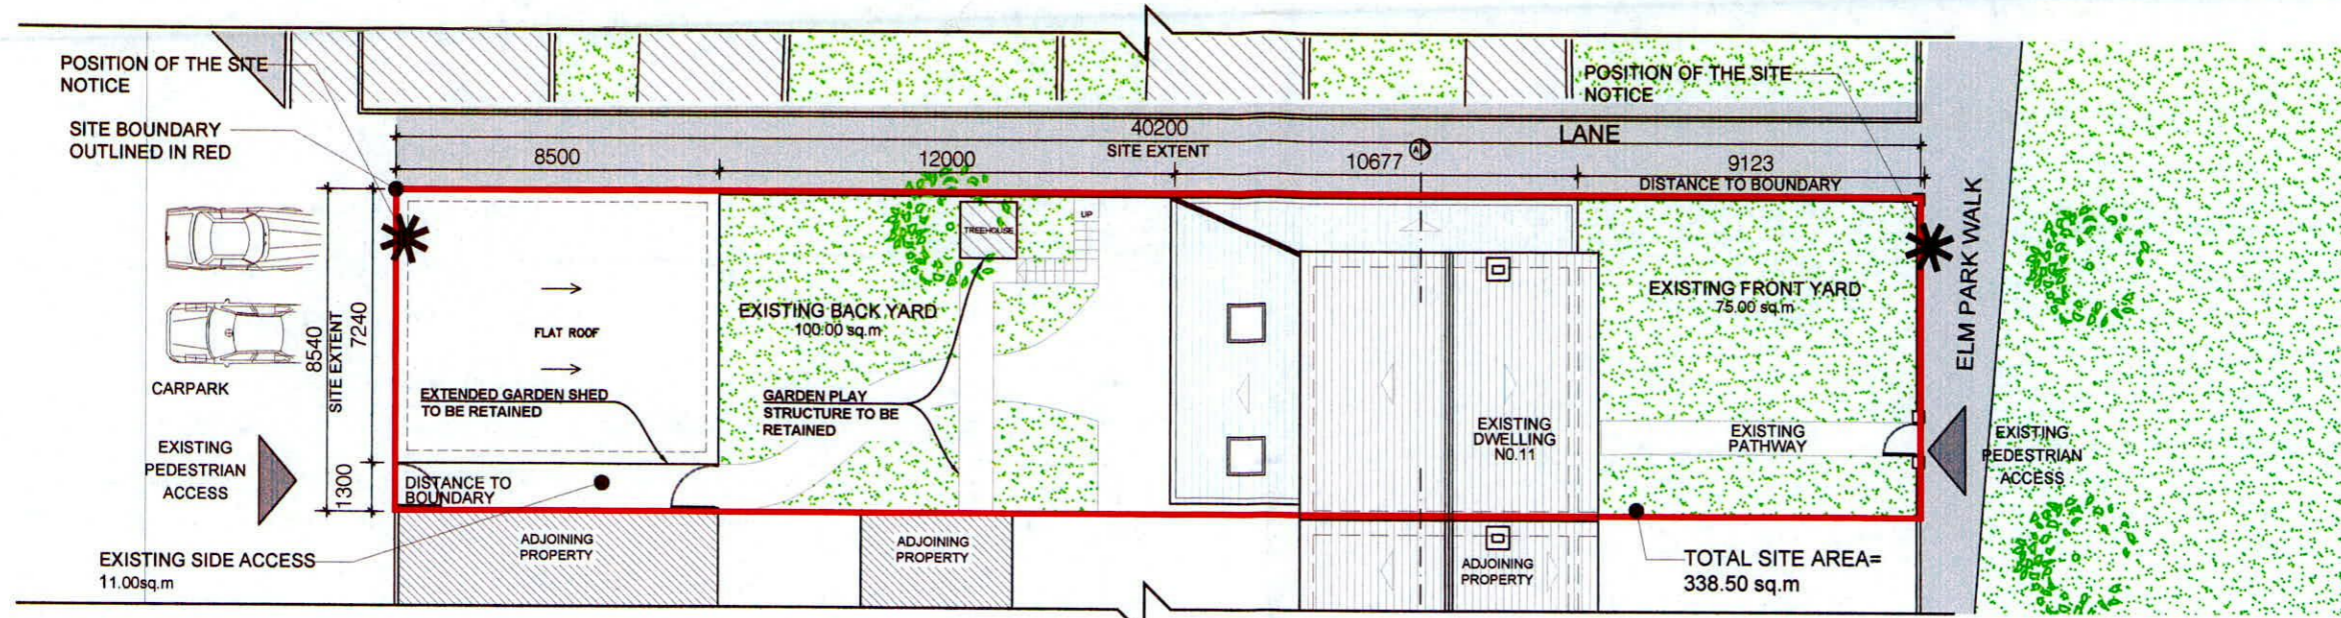 POSITION OF THE SITE
NOTICE
SITE BOUNDARY
OUTLINED IN RED
POSITION OF THE SITE
NOTICE
40200
SITE EXTENT
LANE
8500
12000
10677
A
9123
DISTANCE TO BOUNDARY
ELM PARK WALK
UP
TREEHOUSE
EXISTING BACK YARD
100.00 sq.m
EXISTING FRONT YARD
75.00 sq.m
FLAT ROOF
8540
SITE EXTENT
7240
1300
CARPARK
EXTENDED GARDEN SHED
TO BE RETAINED
GARDEN PLAY
STRUCTURE TO BE
RETAINED
EXISTING
DWELLING
N0.11
EXISTING
PATHWAY
EXISTING
PEDESTRIAN
ACCESS
EXISTING
PEDESTRIAN
ACCESS
DISTANCE TO
BOUNDARY
EXISTING SIDE ACCESS
11.00sq.m
ADJOINING
PROPERTY
ADJOINING
PROPERTY
ADJOINING
PROPERTY
TOTAL SITE AREA=
338.50 sq.m